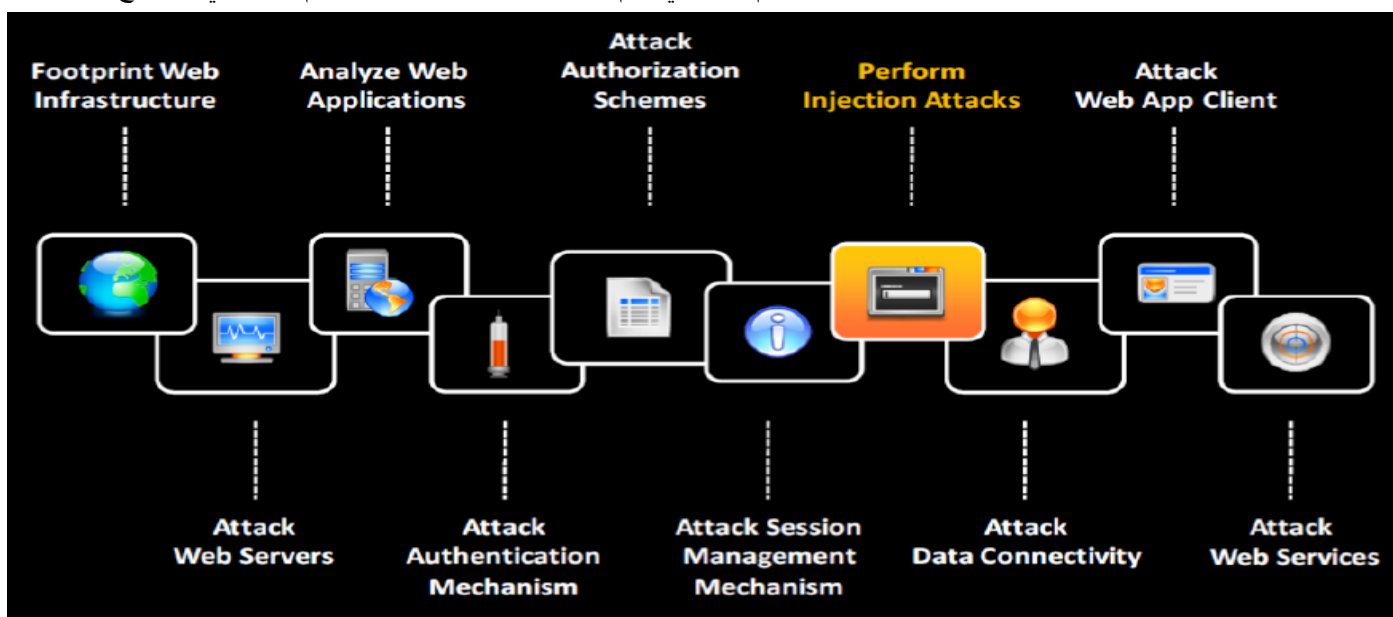 Footprint Web
Infrastructure
Analyze Web
Applications
Attack
Authorization
Schemes
Perform
Injection Attacks
Attack
Web App Client
Attack
Web Servers
Attack
Authentication
Mechanism
Attack Session
Management
Mechanism
Attack
Data Connectivity
Attack
Web Services